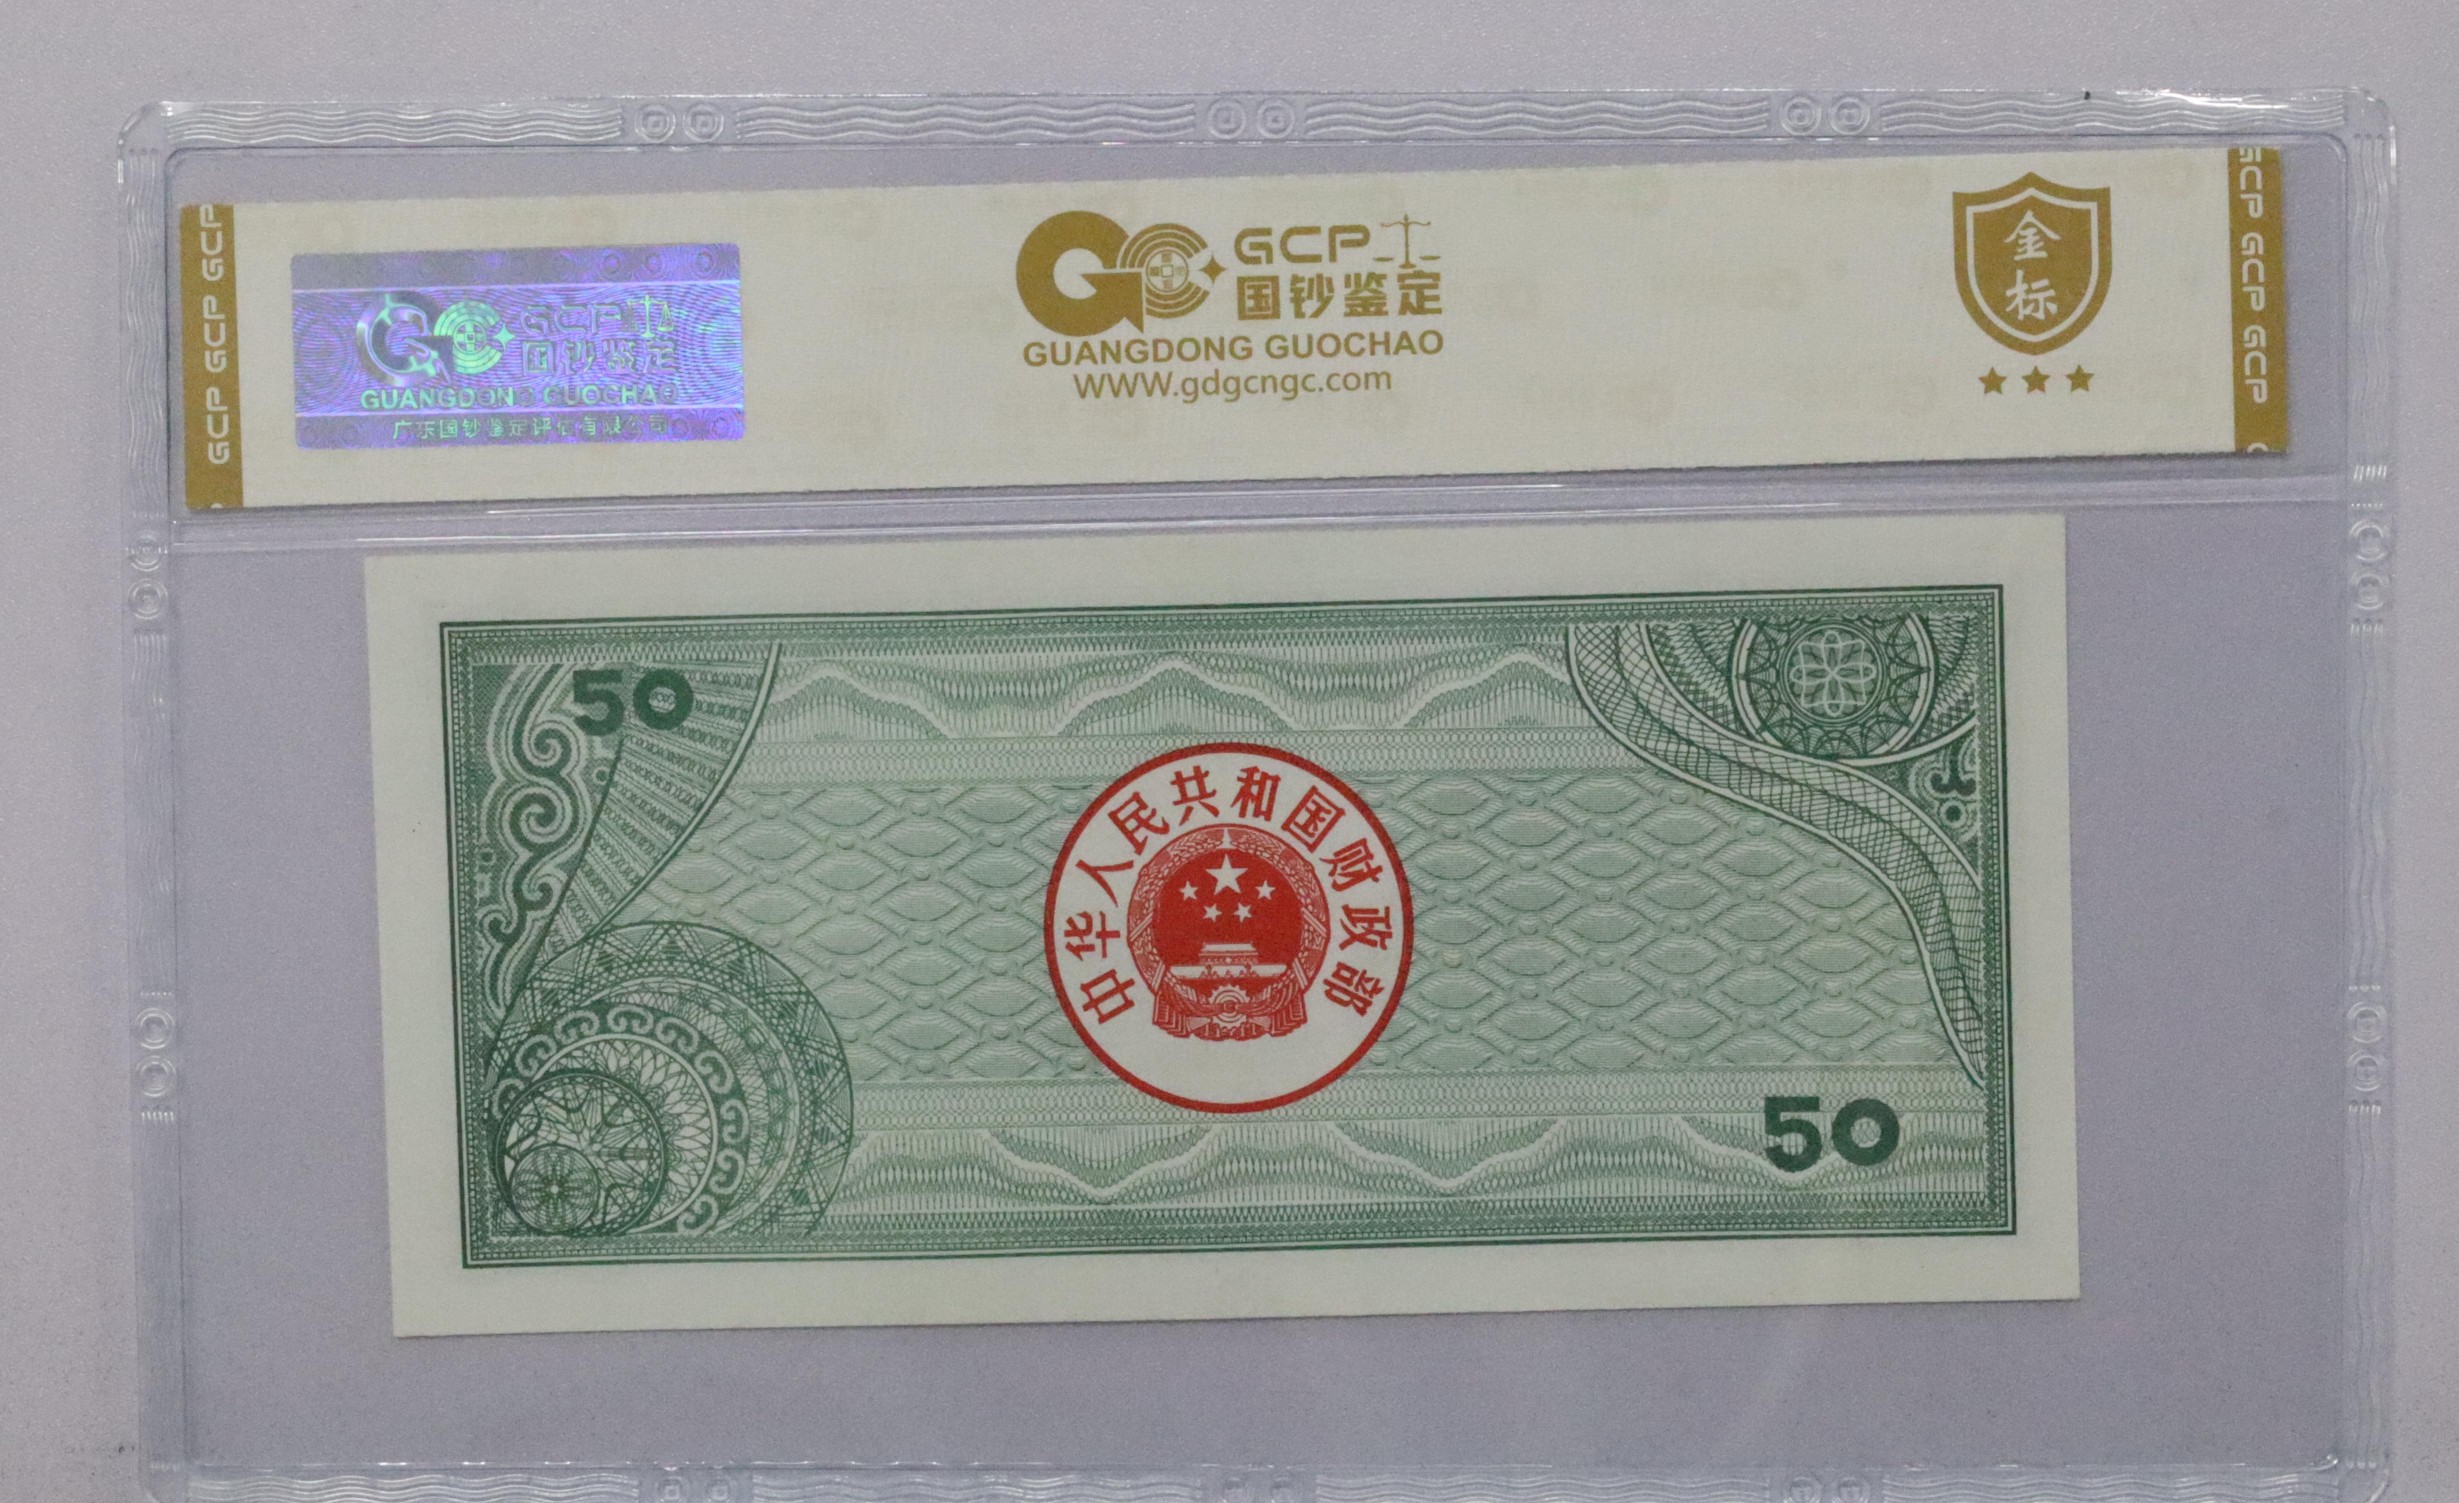 GCP GCP GCP
GCP
国钞鉴定
GUANGDONG GUOCHAO
广东国钞鉴定评估有限公司
GCP
国钞鉴定
GUANGDONG GUOCHAO
WWW.gdgcngc.com
金
标
GCP GCP GCP
50
中华人民共和国财政部
50